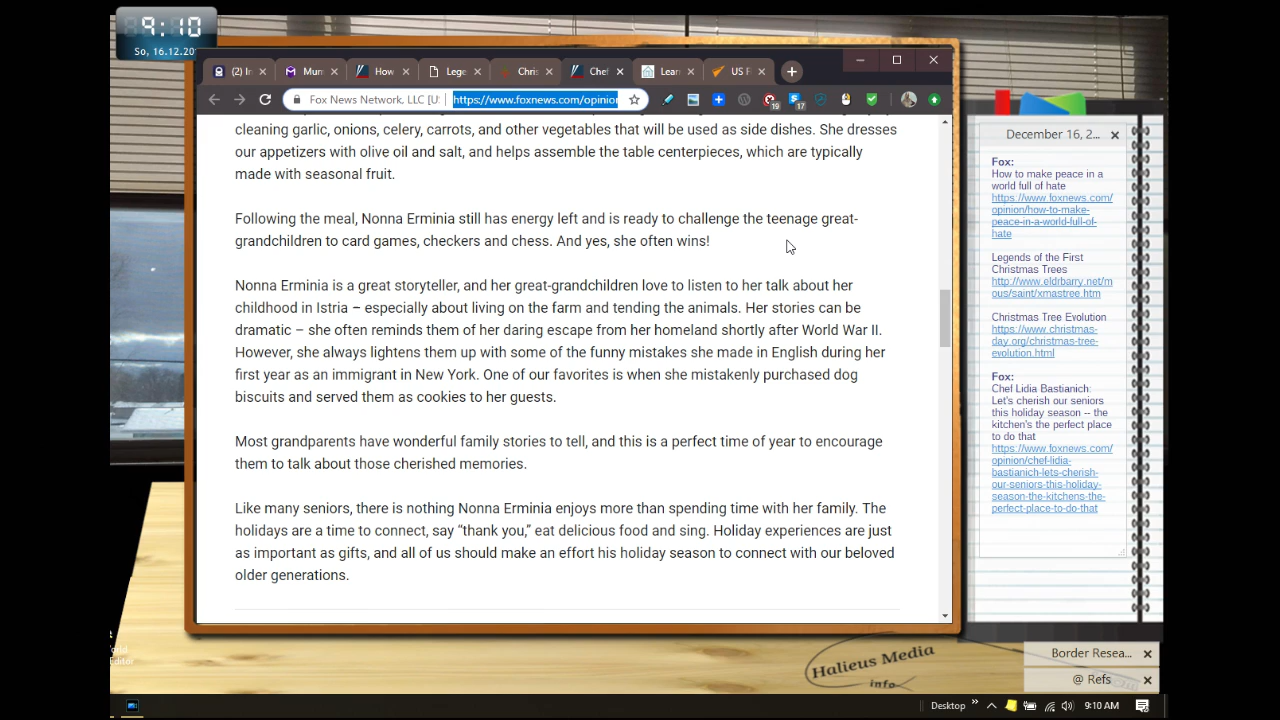 9:10
So, 16.12.20
(2) I
Mun
How
Lege
Chris
Chef
Lear
US F
Fox News Network, LLC [U
https://www.foxnews.com/opinion
19
17
cleaning garlic, onions, celery, carrots, and other vegetables that will be used as side dishes. She dresses
our appetizers with olive oil and salt, and helps assemble the table centerpieces, which are typically
made with seasonal fruit.
Following the meal, Nonna Erminia still has energy left and is ready to challenge the teenage great-
grandchildren to card games, checkers and chess. And yes, she often wins!
Nonna Erminia is a great storyteller, and her great-grandchildren love to listen to her talk about her
childhood in Istria – especially about living on the farm and tending the animals. Her stories can be
dramatic – she often reminds them of her daring escape from her homeland shortly after World War II.
However, she always lightens them up with some of the funny mistakes she made in English during her
first year as an immigrant in New York. One of our favorites is when she mistakenly purchased dog
biscuits and served them as cookies to her guests.
Most grandparents have wonderful family stories to tell, and this is a perfect time of year to encourage
them to talk about those cherished memories.
Like many seniors, there is nothing Nonna Erminia enjoys more than spending time with her family. The
holidays are a time to connect, say “thank you,” eat delicious food and sing. Holiday experiences are just
as important as gifts, and all of us should make an effort his holiday season to connect with our beloved
older generations.
December 16, 2...
Fox:
How to make peace in a
world full of hate
https://www.foxnews.com/
opinion/how-to-make-
peace-in-a-world-full-of-
hate
Legends of the First
Christmas Trees
http://www.eldrbarry.net/m
ous/saint/xmastree.htm
Christmas Tree Evolution
https://www.christmas-
day.org/christmas-tree-
evolution.html
Fox:
Chef Lidia Bastianich:
Let's cherish our seniors
this holiday season -- the
kitchen's the perfect place
to do that
https://www.foxnews.com/
opinion/chef-lidia-
bastianich-lets-cherish-
our-seniors-this-holiday-
season-the-kitchens-the-
perfect-place-to-do-that
orld
Editor
Halieus Media
info
Border Resea...
@ Refs
Desktop
9:10 AM